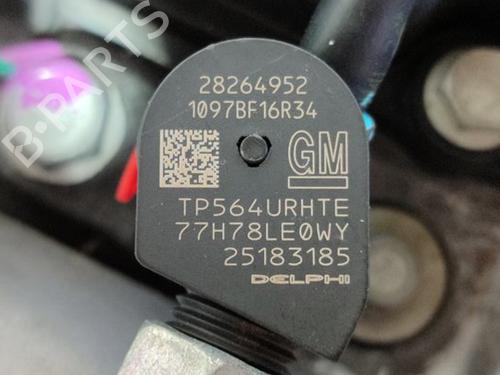 B-PARTS
28264952
1097BF16R34
GM
TP564URHTE
77H78LE0WY
25183185
DELPHI